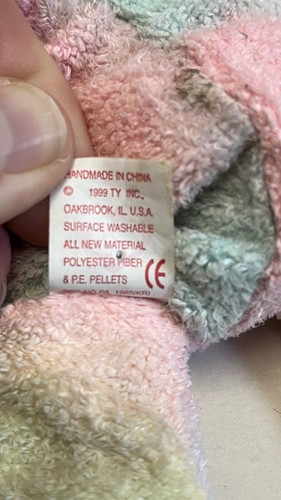 HANDMADE IN CHINA
© 1999 TY INC.,
OAKBROOK, IL, U.S.A.
SURFACE WASHABLE
ALL NEW MATERIAL
POLYESTER FIBER
& P.E. PELLETS CE